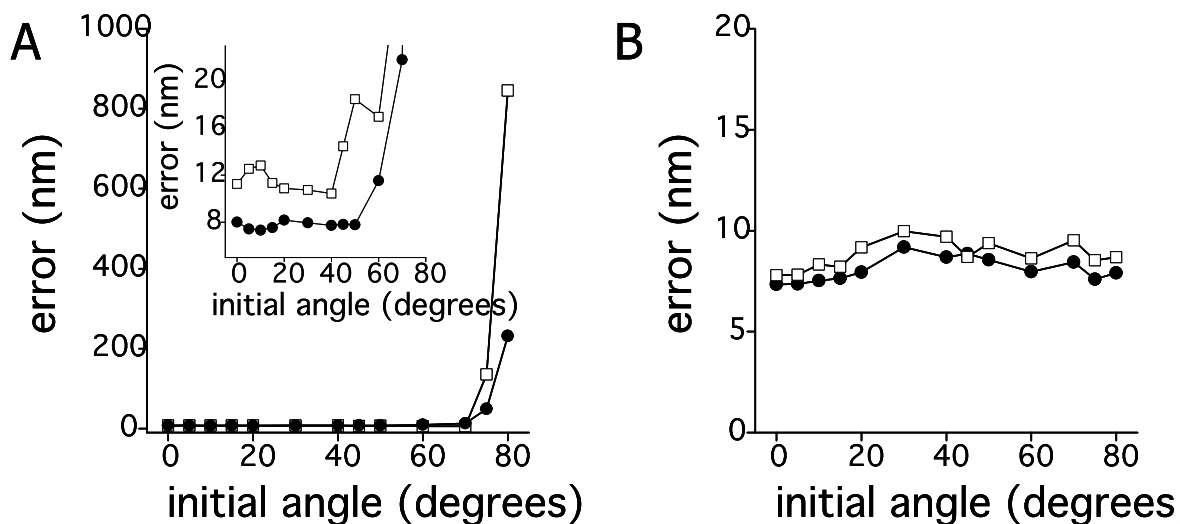 A
1000
800
600
400
200
0
error (nm)
0 20 40 60 80
initial angle (degrees)
20
16
12
8
error (nm)
0 20 40 60 80
initial angle (degrees)
B
20
15
10
5
0
error (nm)
0 20 40 60 80
initial angle (degrees